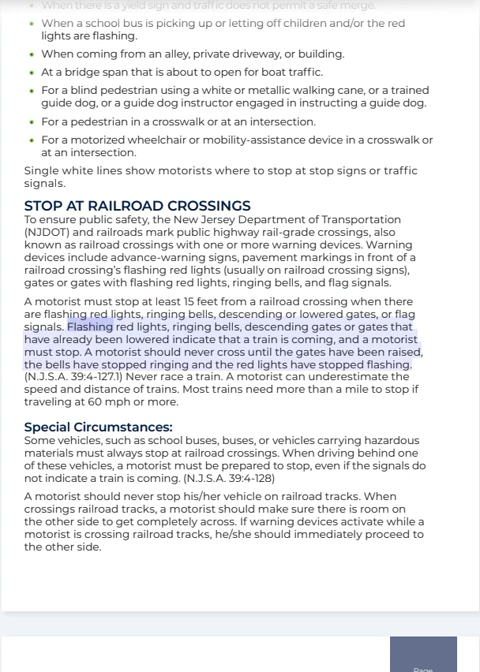 When there is a yield sign and traffic does not permit a safe merge.
When a school bus is picking up or letting off children and/or the red
lights are flashing.
When coming from an alley, private driveway, or building.
At a bridge span that is about to open for boat traffic.
For a blind pedestrian using a white or metallic walking cane, or a trained
guide dog, or a guide dog instructor engaged in instructing a guide dog.
For a pedestrian in a crosswalk or at an intersection.
For a motorized wheelchair or mobility-assistance device in a crosswalk or
at an intersection.
Single white lines show motorists where to stop at stop signs or traffic
signals.
STOP AT RAILROAD CROSSINGS
To ensure public safety, the New Jersey Department of Transportation
(NJDOT) and railroads mark public highway rail-grade crossings, also
known as railroad crossings with one or more warning devices. Warning
devices include advance-warning signs, pavement markings in front of a
railroad crossing's flashing red lights (usually on railroad crossing signs),
gates or gates with flashing red lights, ringing bells, and flag signals.
A motorist must stop at least 15 feet from a railroad crossing when there
are flashing red lights, ringing bells, descending or lowered gates, or flag
signals. Flashing red lights, ringing bells, descending gates or gates that
have already been lowered indicate that a train is coming, and a motorist
must stop. A motorist should never cross until the gates have been raised,
the bells have stopped ringing and the red lights have stopped flashing.
(N.J.S.A. 39:4-127.1) Never race a train. A motorist can underestimate the
speed and distance of trains. Most trains need more than a mile to stop if
traveling at 60 mph or more.
Special Circumstances:
Some vehicles, such as school buses, buses, or vehicles carrying hazardous
materials must always stop at railroad crossings. When driving behind one
of these vehicles, a motorist must be prepared to stop, even if the signals do
not indicate a train is coming. (N.J.S.A. 39:4-128)
A motorist should never stop his/her vehicle on railroad tracks. When
crossings railroad tracks, a motorist should make sure there is room on
the other side to get completely across. If warning devices activate while a
motorist is crossing railroad tracks, he/she should immediately proceed to
the other side.
Page